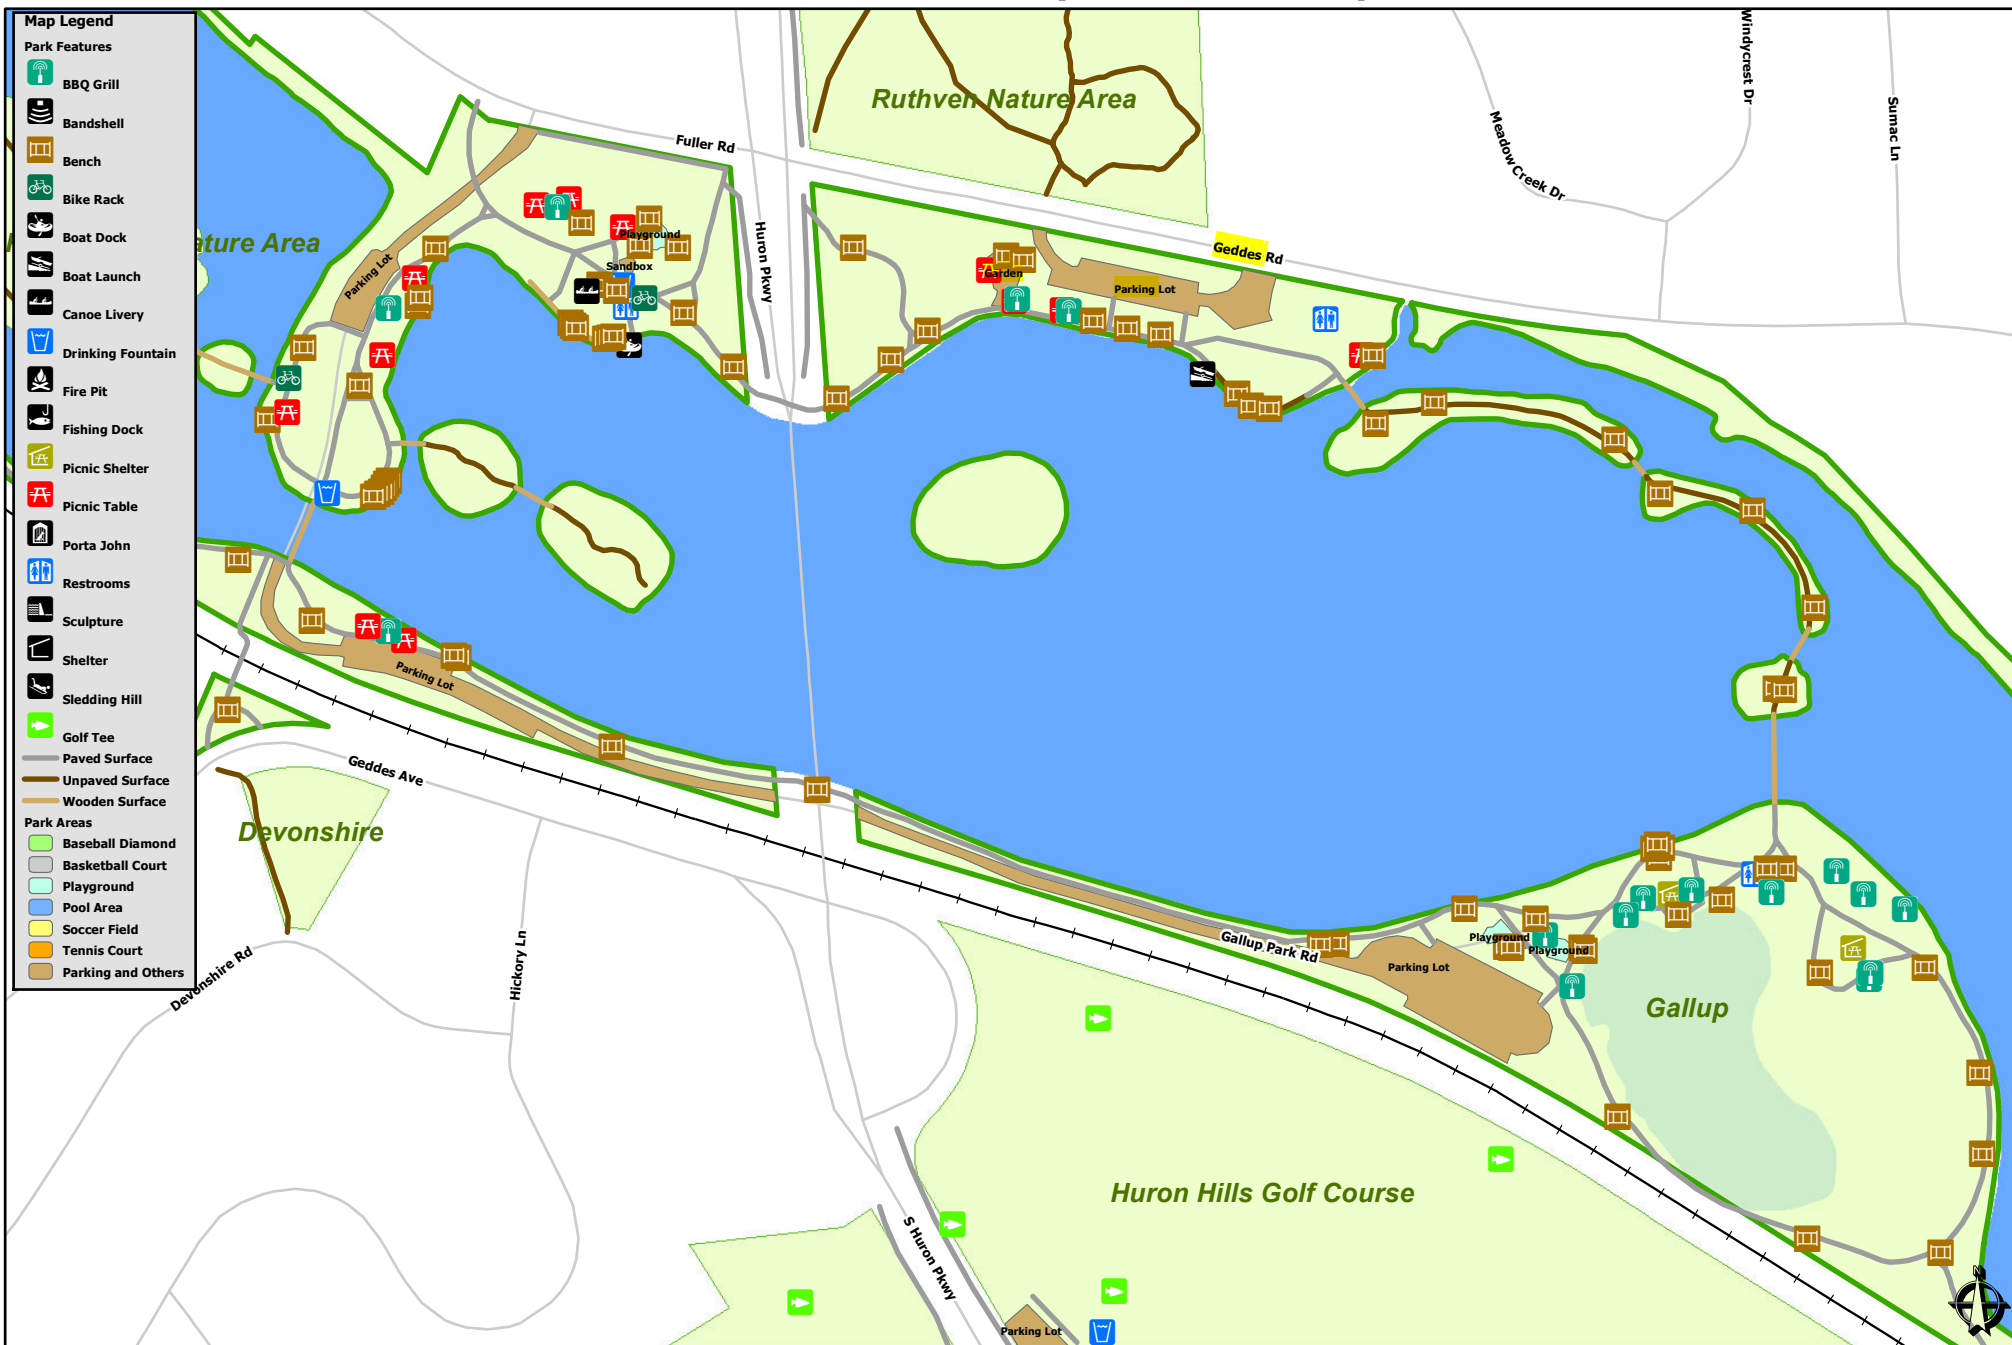 Map Legend
Park Features
BBQ Grill
Bandshell
Bench
Bike Rack
Boat Dock
Boat Launch
Canoe Livery
Drinking Fountain
Fire Pit
Fishing Dock
Picnic Shelter
Picnic Table
Porta John
Restrooms
Sculpture
Shelter
Sledding Hill
Golf Tee
Paved Surface
Unpaved Surface
Wooden Surface
Park Areas
Baseball Diamond
Basketball Court
Playground
Pool Area
Soccer Field
Tennis Court
Parking and Others
ature Area
Ruthven Nature Area
Fuller Rd
Huron Pkwy
Geddes Rd
Meadow Creek Dr
Windycrest Dr
Sumac Ln
Playground
Sandbox
Parking Lot
Garden
Parking Lot
Parking Lot
Geddes Ave
Devonshire
Devonshire Rd
Hickory Ln
Gallup Park Rd
Parking Lot
Playground
Playground
Gallup
Huron Hills Golf Course
S Huron Pkwy
Parking Lot
N